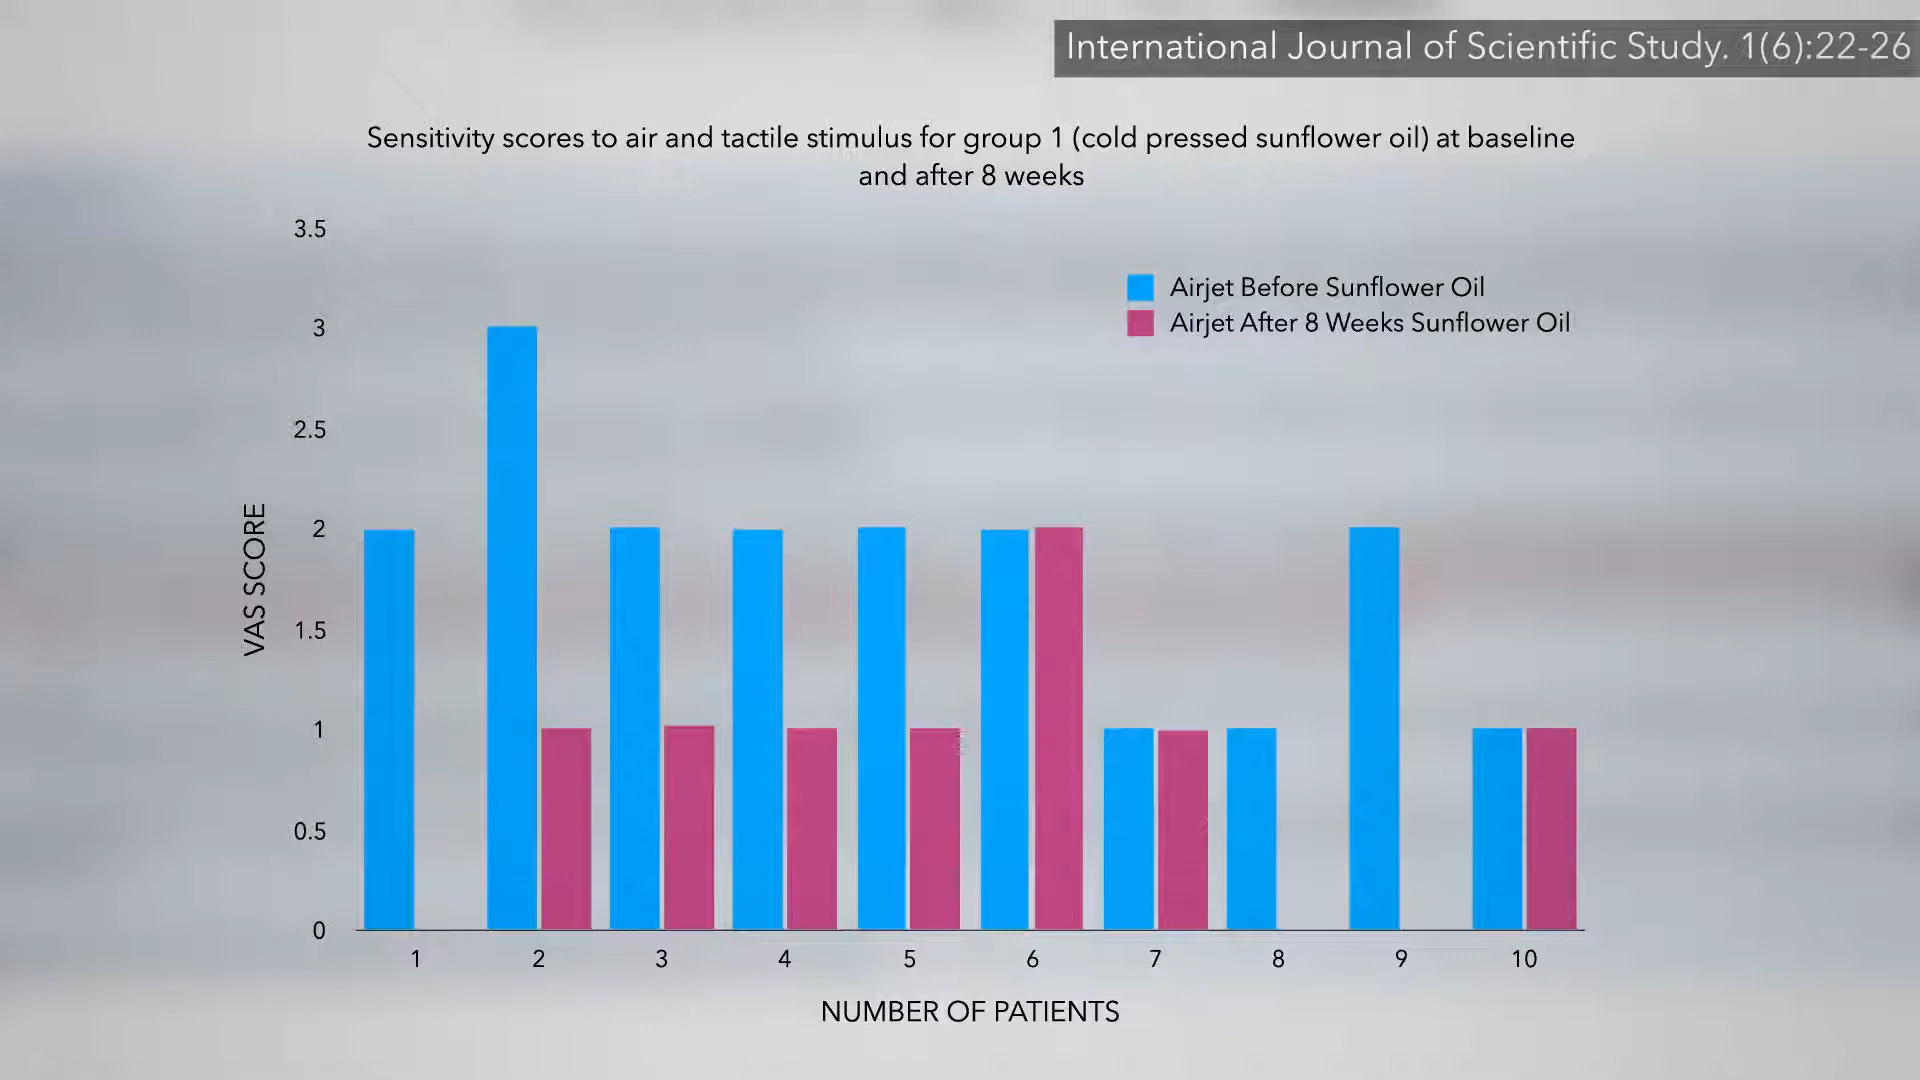 International Journal of Scientific Study. 1(6):22-26
Sensitivity scores to air and tactile stimulus for group 1 (cold pressed sunflower oil) at baseline
and after 8 weeks
3.5
3
2.5
2
1.5
1
0.5
0
VAS SCORE
Airjet Before Sunflower Oil
Airjet After 8 Weeks Sunflower Oil
1 2 3 4 5 6 7 8 9 10
NUMBER OF PATIENTS